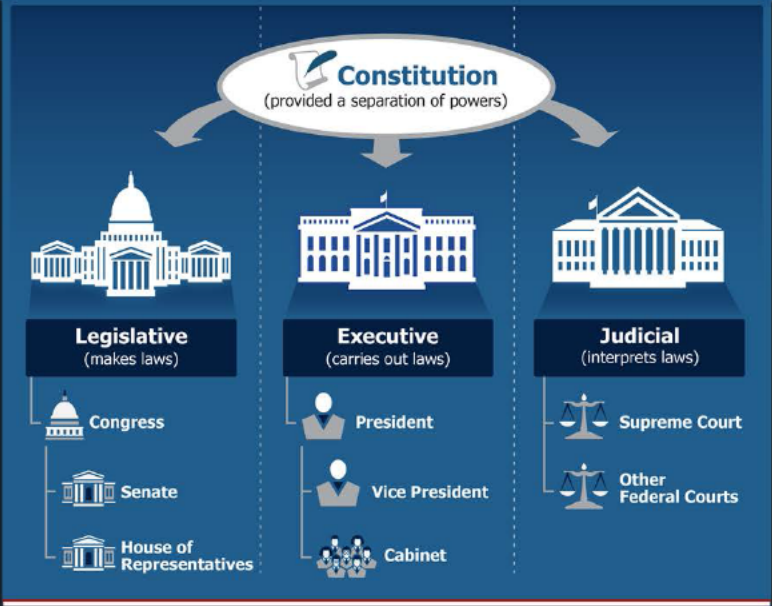 Constitution
(provided a separation of powers)
Legislative
(makes laws)
Congress
Senate
House of
Representatives
Executive
(carries out laws)
President
Vice President
Cabinet
Judicial
(interprets laws)
Supreme Court
Other
Federal Courts